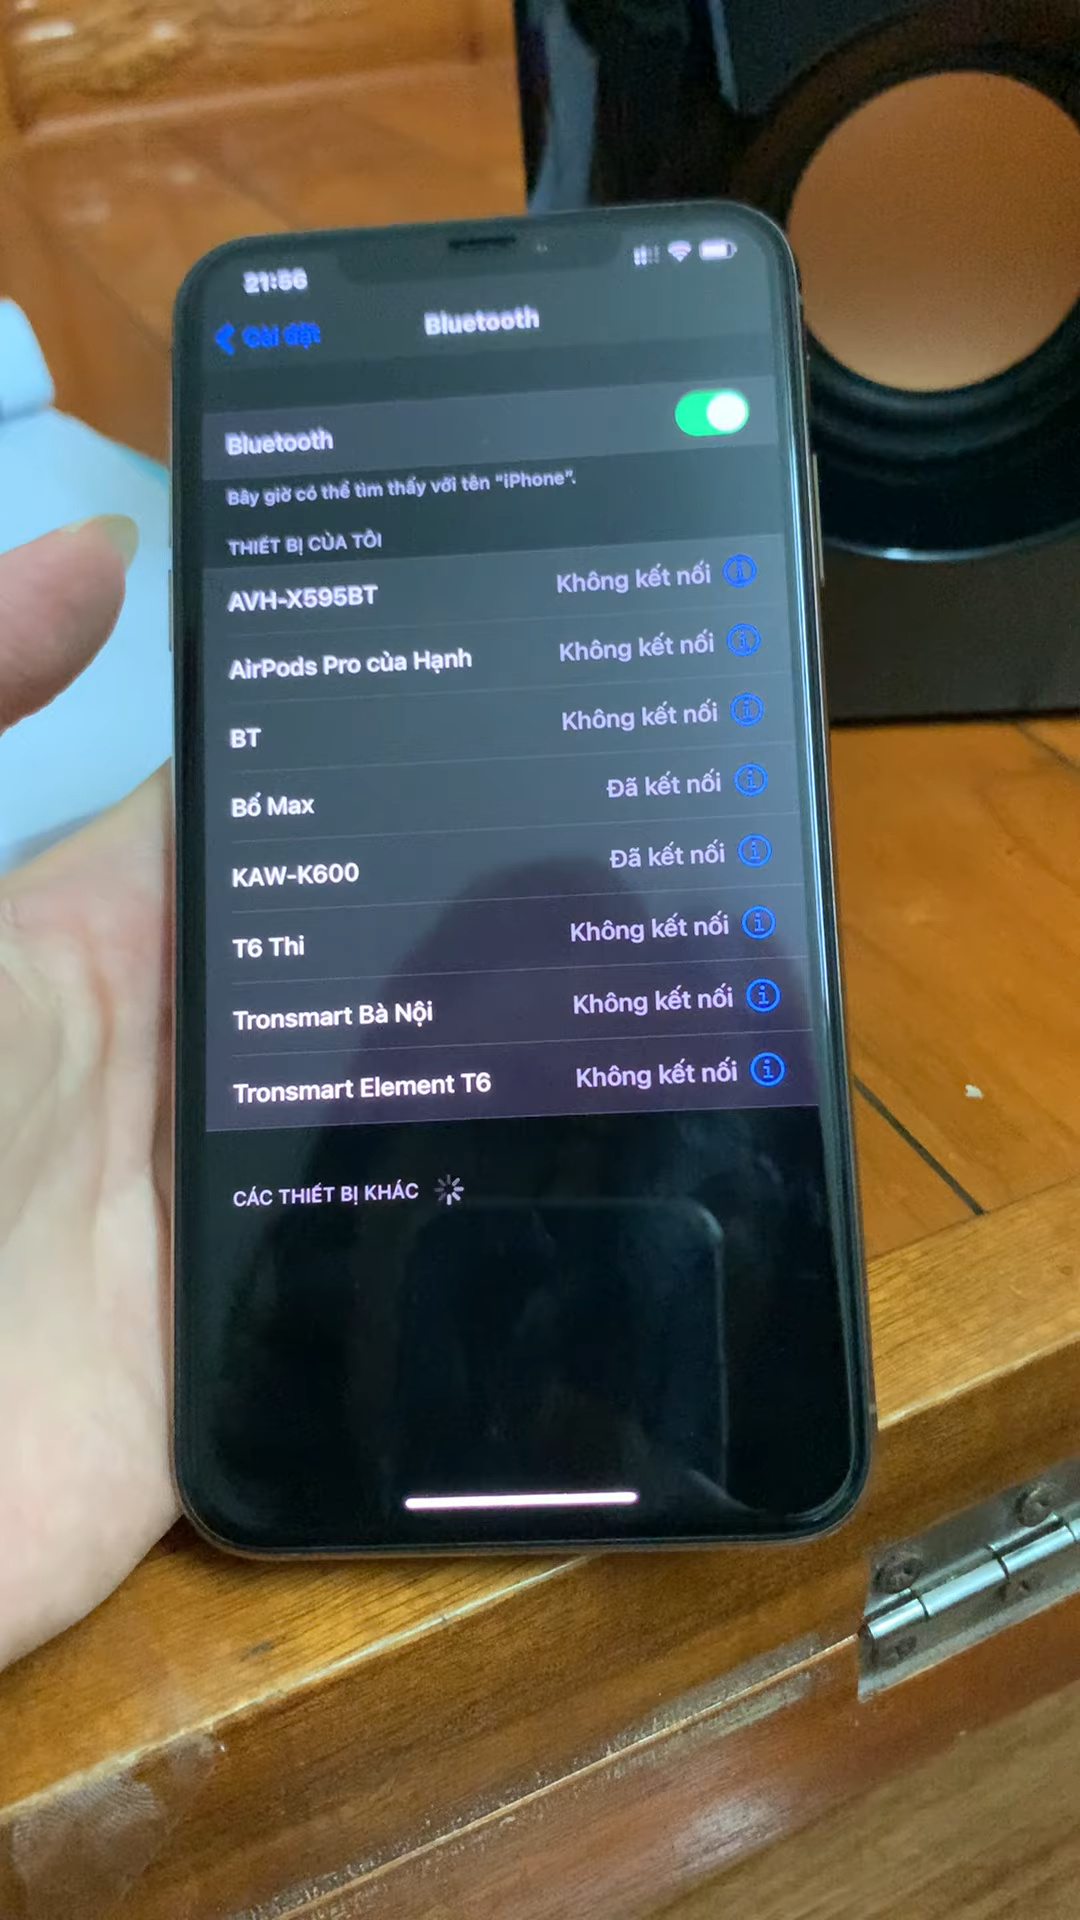 21:56
Cài đặt
Bluetooth
Bluetooth
Bây giờ có thể tìm thấy với tên “iPhone”.
THIẾT BỊ CỦA TÔI
AVH-X595BT Không kết nối
AirPods Pro của Hạnh Không kết nối
BT Không kết nối
Bố Max Đã kết nối
KAW-K600 Đã kết nối
T6 Thi Không kết nối
Tronsmart Bà Nội Không kết nối
Tronsmart Element T6 Không kết nối
CÁC THIẾT BỊ KHÁC